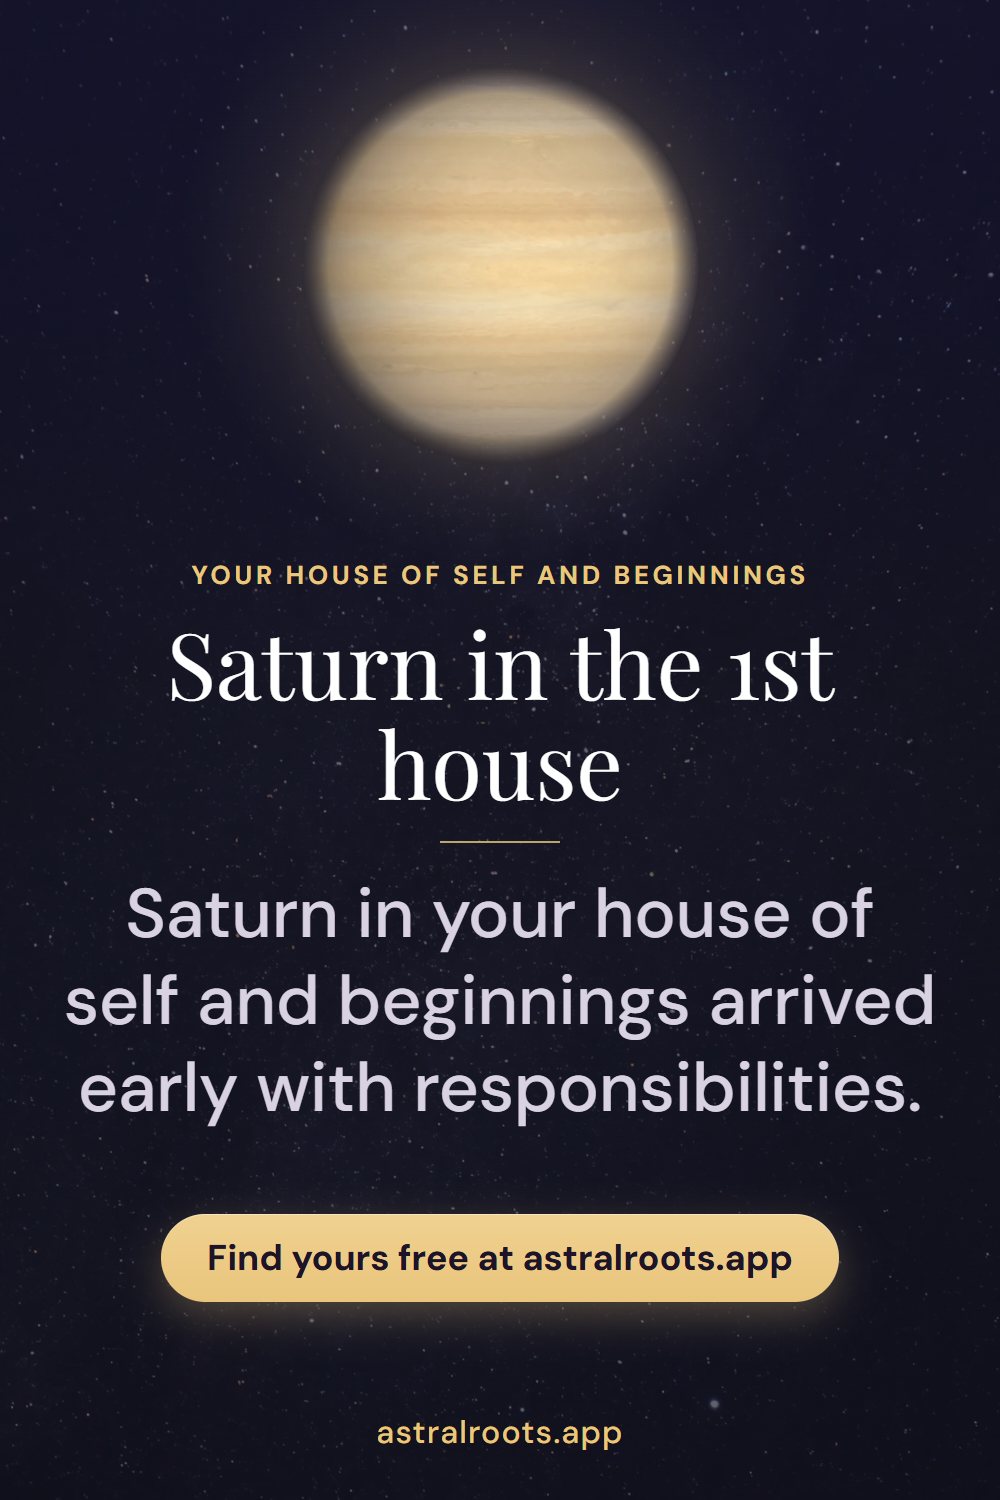 YOUR HOUSE OF SELF AND BEGINNINGS
Saturn in the 1st
house
Saturn in your house of
self and beginnings arrived
early with responsibilities.
Find yours free at astralroots.app
astralroots.app